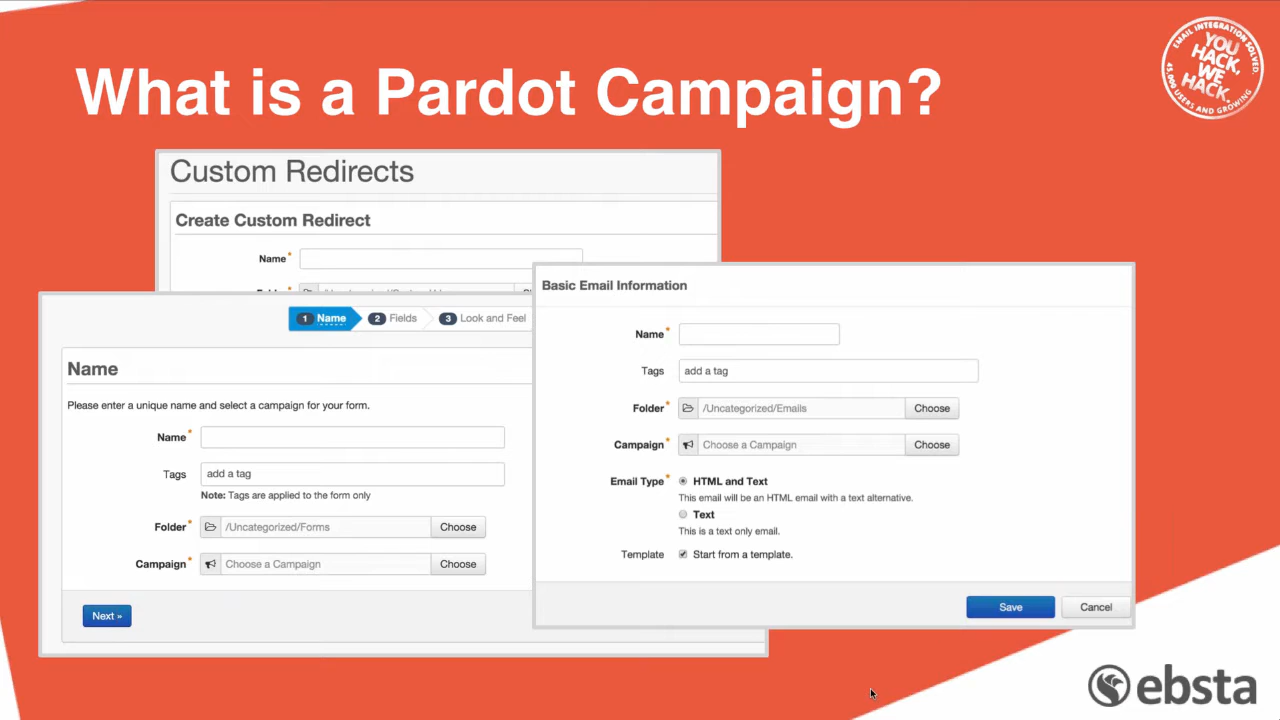 What is a Pardot Campaign?
EMAIL INTEGRATION SOLVED.
YOU
HACK,
WE
HACK.
45,000 USERS AND GROWING
Custom Redirects
Create Custom Redirect
Name*
1 Name
2 Fields
3 Look and Feel
Name
Please enter a unique name and select a campaign for your form.
Name*
Tags add a tag
Note: Tags are applied to the form only
Folder* /Uncategorized/Forms Choose
Campaign* Choose a Campaign Choose
Next »
Basic Email Information
Name*
Tags add a tag
Folder* /Uncategorized/Emails Choose
Campaign* Choose a Campaign Choose
Email Type* HTML and Text
This email will be an HTML email with a text alternative.
Text
This is a text only email.
Template Start from a template.
Save Cancel
ebsta